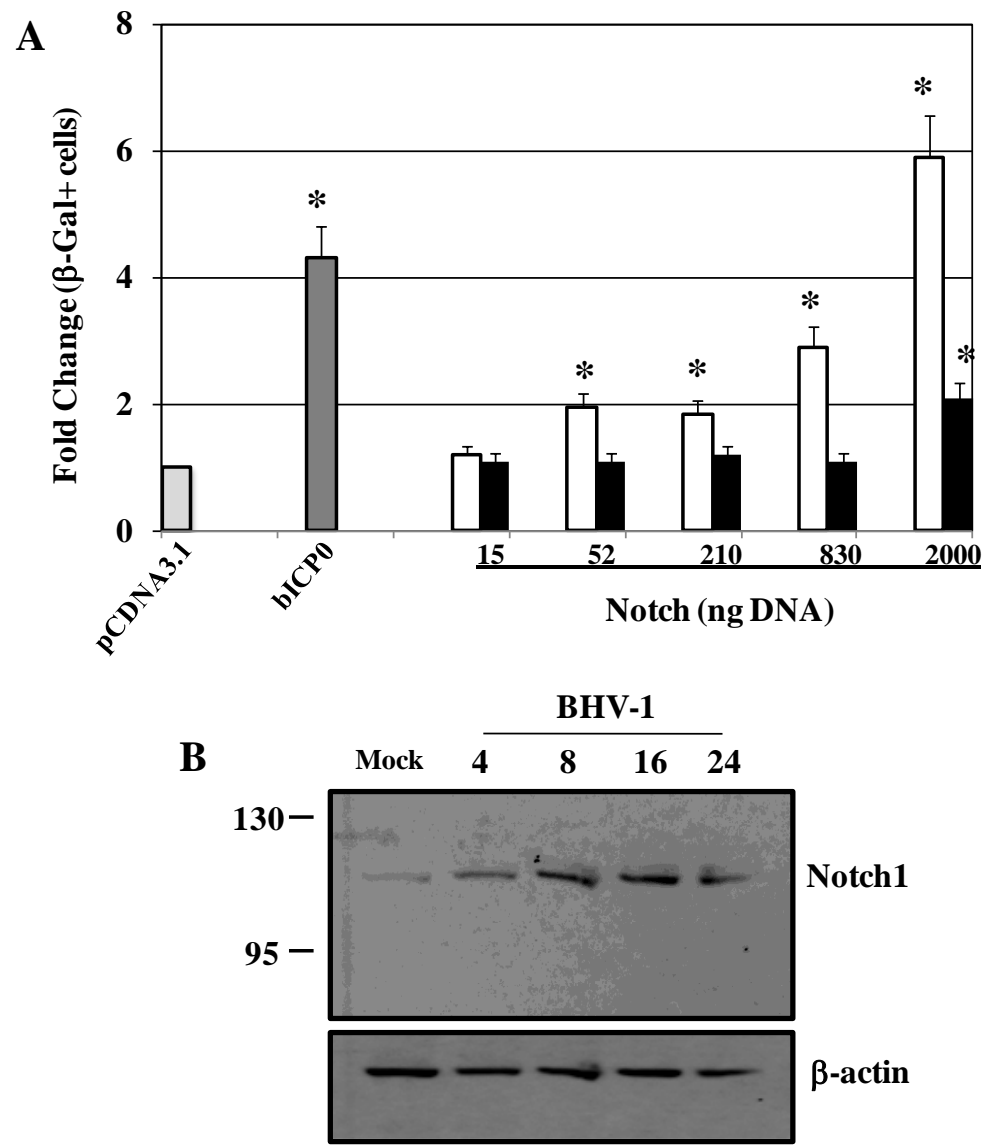 A
8
6
4
2
0
Fold Change (β-Gal+ cells)
*
*
*
*
*
*
pCDNA3.1
bICP0
15 52 210 830 2000
Notch (ng DNA)
B
BHV-1
Mock 4 8 16 24
130
95
Notch1
β-actin